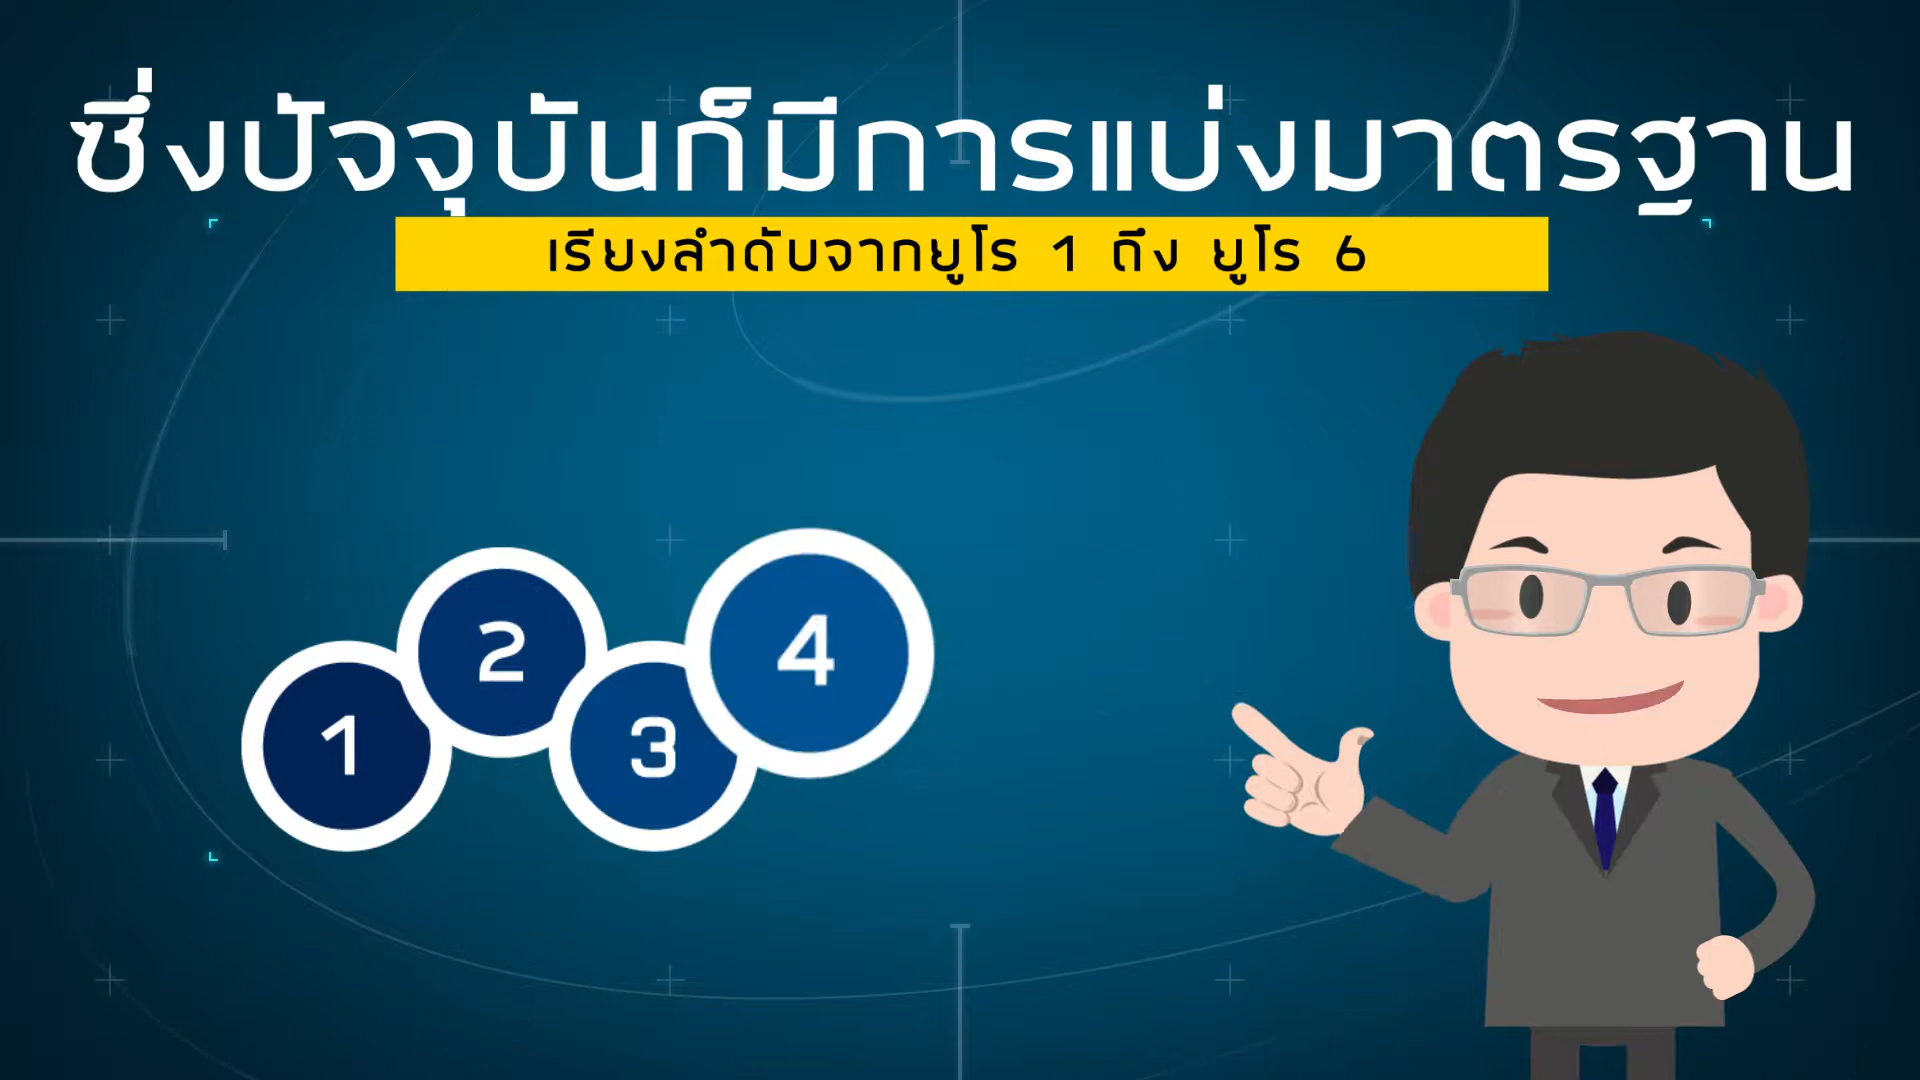 ซึ่งปัจจุบันก็มีการแบ่งมาตรฐาน
เรียงลำดับจากยูโร 1 ถึง ยูโร 6
1
2
3
4